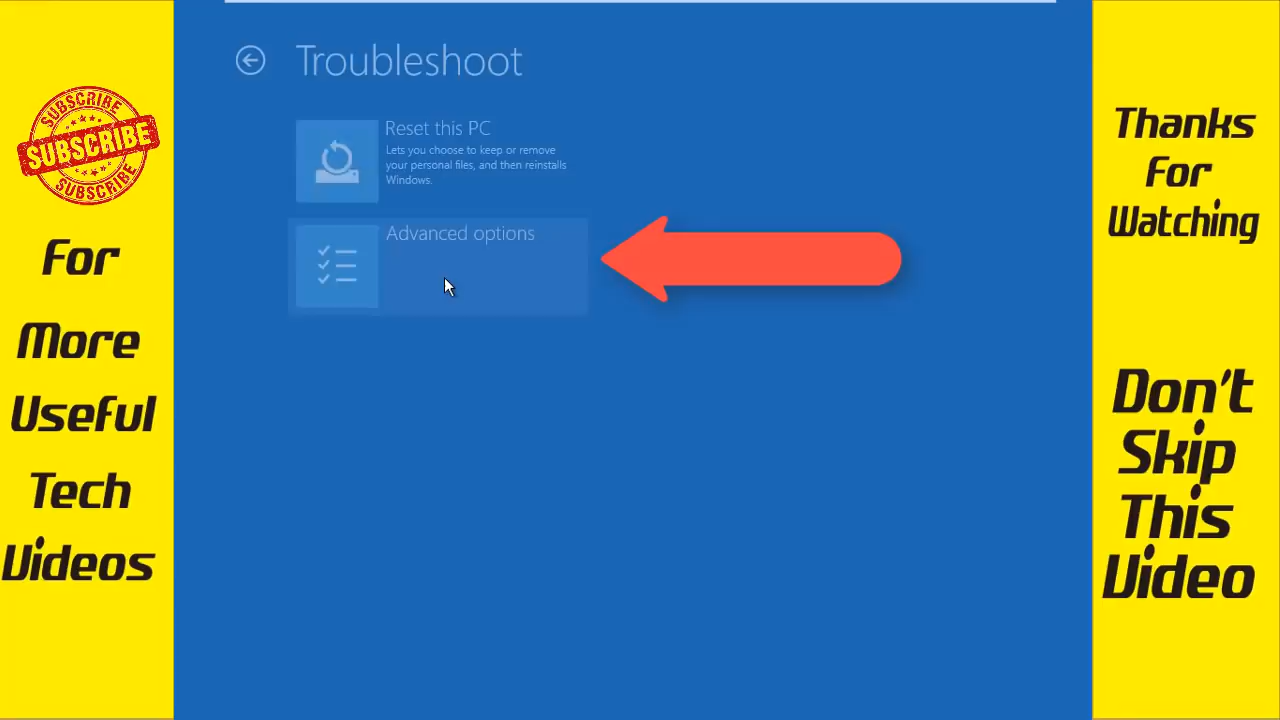 SUBSCRIBE
SUBSCRIBE
SUBSCRIBE
For
More
Useful
Tech
Videos
Troubleshoot
Reset this PC
Lets you choose to keep or remove
your personal files, and then reinstalls
Windows.
Advanced options
Thanks
For
Watching
Don't
Skip
This
Video